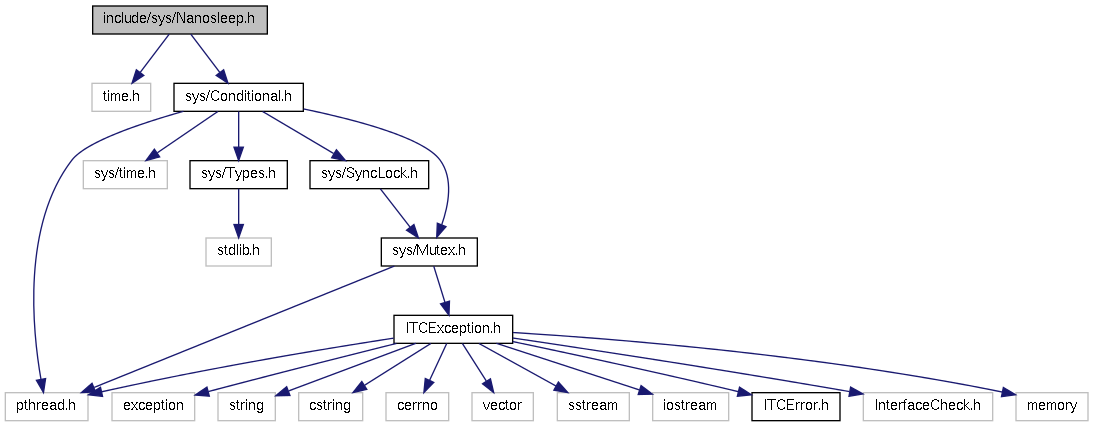 include/sys/Nanosleep.h
time.h
sys/Conditional.h
sys/time.h
sys/Types.h
sys/SyncLock.h
stdlib.h
sys/Mutex.h
ITCException.h
pthread.h
exception
string
cstring
cerrno
vector
sstream
iostream
ITCError.h
InterfaceCheck.h
memory